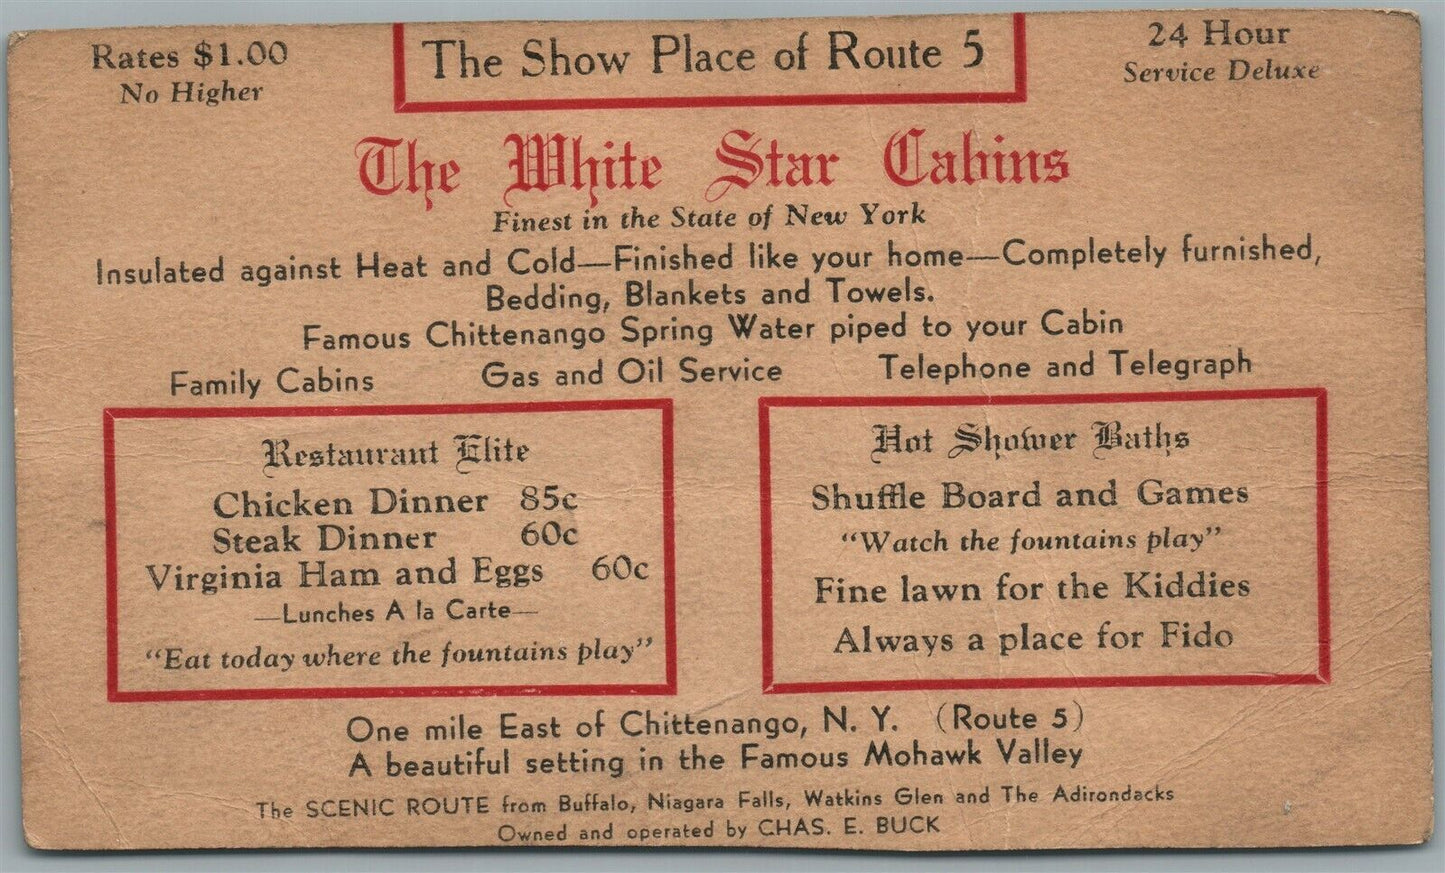 Rates $1.00
No Higher
The Show Place of Route 5
24 Hour
Service Deluxe
The White Star Cabins
Finest in the State of New York
Insulated against Heat and Cold—Finished like your home—Completely furnished,
Bedding, Blankets and Towels.
Famous Chittenango Spring Water piped to your Cabin
Family Cabins Gas and Oil Service Telephone and Telegraph
Restaurant Elite
Chicken Dinner 85c
Steak Dinner 60c
Virginia Ham and Eggs 60c
—Lunches A la Carte—
"Eat today where the fountains play"
Hot Shower Baths
Shuffle Board and Games
"Watch the fountains play"
Fine lawn for the Kiddies
Always a place for Fido
One mile East of Chittenango, N. Y. (Route 5)
A beautiful setting in the Famous Mohawk Valley
The SCENIC ROUTE from Buffalo, Niagara Falls, Watkins Glen and The Adirondacks
Owned and operated by CHAS. E. BUCK